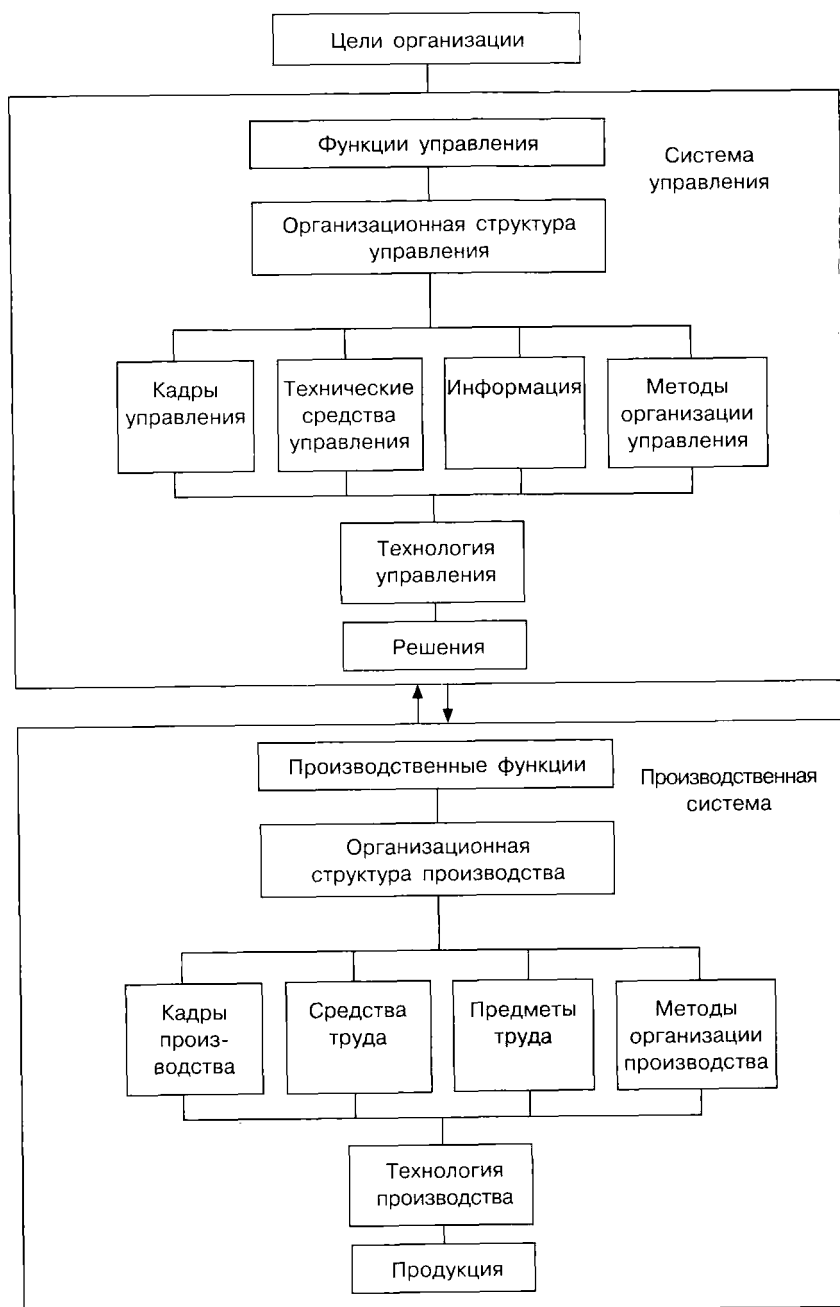 Цели организации
Функции управления
Система
управления
Организационная структура
управления
Кадры
управления
Технические
средства
управления
Информация
Методы
организации
управления
Технология
управления
Решения
Производственные функции
Производственная
система
Организационная
структура производства
Кадры
произ-
водства
Средства
труда
Предметы
труда
Методы
организации
производства
Технология
производства
Продукция